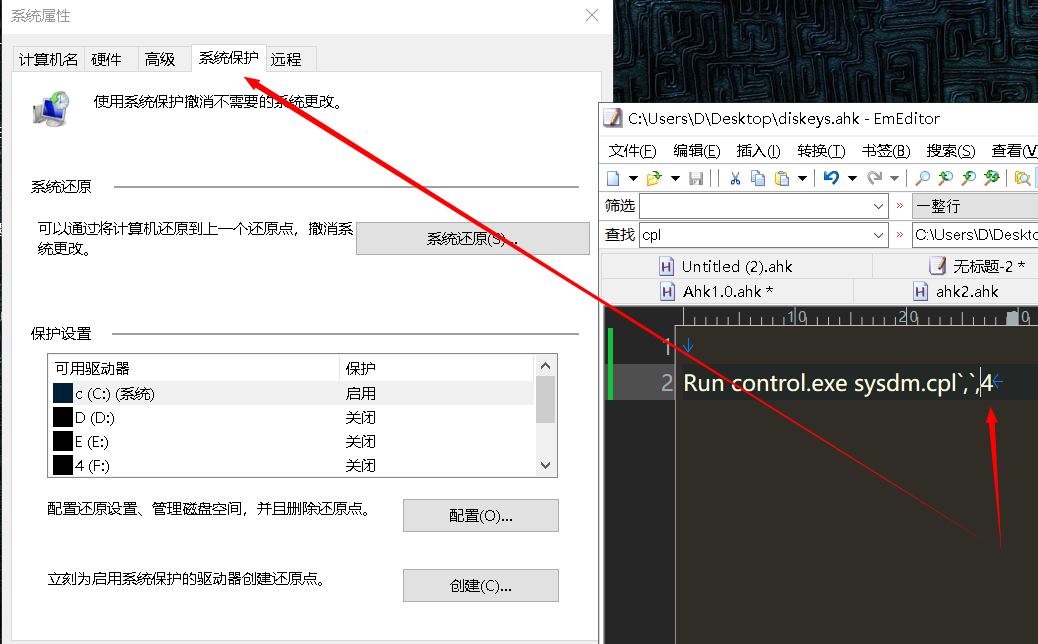 系统属性
计算机名 硬件 高级 系统保护 远程
使用系统保护撤消不需要的系统更改。
系统还原
可以通过将计算机还原到上一个还原点，撤消系
统更改。
系统还原(S)...
保护设置
可用驱动器 保护
c (C:) (系统) 启用
D (D:) 关闭
E (E:) 关闭
4 (F:) 关闭
配置还原设置、管理磁盘空间，并且删除还原点。
配置(O)...
立刻为启用系统保护的驱动器创建还原点。
创建(C)...
C:\Users\D\Desktop\diskeys.ahk - EmEditor
文件(F) 编辑(E) 插入(I) 转换(T) 书签(B) 搜索(S) 查看(V
筛选 » 一整行
查找 cpl » C:\Users\D\Deskto
Untitled (2).ahk 无标题-2 *
Ahk1.0.ahk * ahk2.ahk
10 20
1
2 Run control.exe sysdm.cpl`,`,4